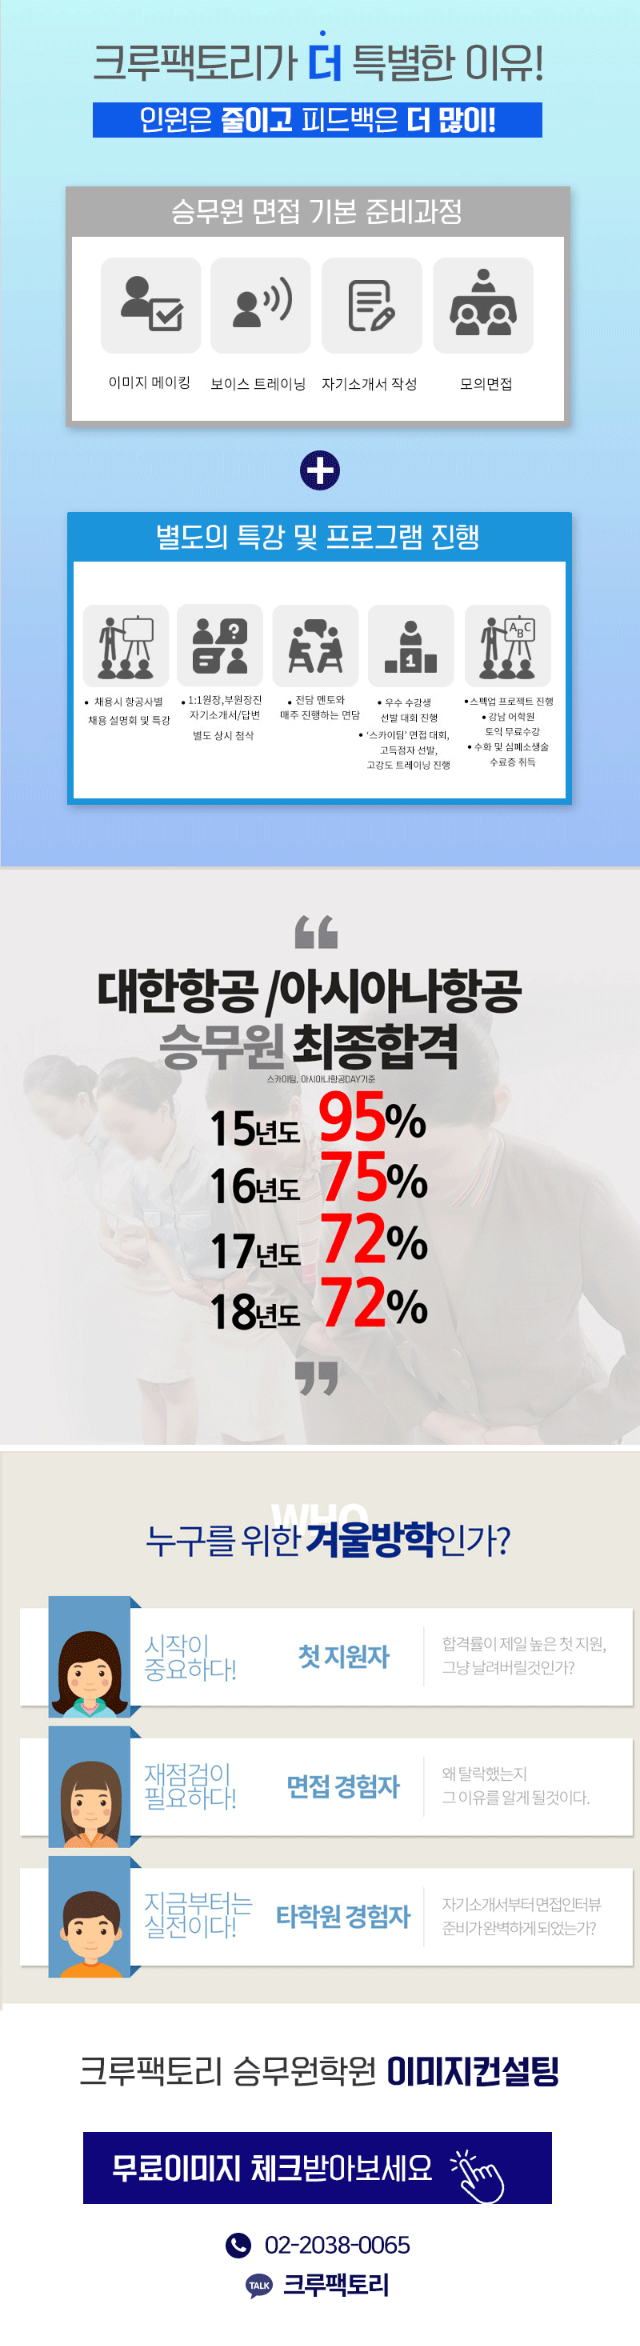 크루팩토리가 더 특별한 이유!
인원은 줄이고 피드백은 더 많이!
승무원 면접 기본 준비과정
이미지 메이킹
보이스 트레이닝
자기소개서 작성
모의면접
별도의 특강 및 프로그램 진행
ABC
1
• 채용시 항공사별
채용 설명회 및 특강
• 1:1원장,부원장진
자기소개서/답변
별도 상시 첨삭
• 전담 멘토와
매주 진행하는 면담
• 우수 수강생
선발 대회 진행
• '스카이팀' 면접 대회,
고득점자 선발,
고강도 트레이닝 진행
• 스펙업 프로젝트 진행
• 강남 어학원
토익 무료수강
• 수화 및 심폐소생술
수료증 취득
“
대한항공 /아시아나항공
승무원 최종합격
스카이팀, 아시아나항공DAY기준
15년도 95%
16년도 75%
17년도 72%
18년도 72%
”
WHO
누구를 위한 겨울방학인가?
시작이
중요하다!
첫 지원자
합격률이 제일 높은 첫 지원,
그냥 날려버릴것인가?
재점검이
필요하다!
면접 경험자
왜 탈락했는지
그 이유를 알게 될것이다.
지금부터는
실전이다!
타학원 경험자
자기소개서부터 면접인터뷰
준비가 완벽하게 되었는가?
크루팩토리 승무원학원 이미지컨설팅
무료이미지 체크받아보세요
02-2038-0065
TALK 크루팩토리